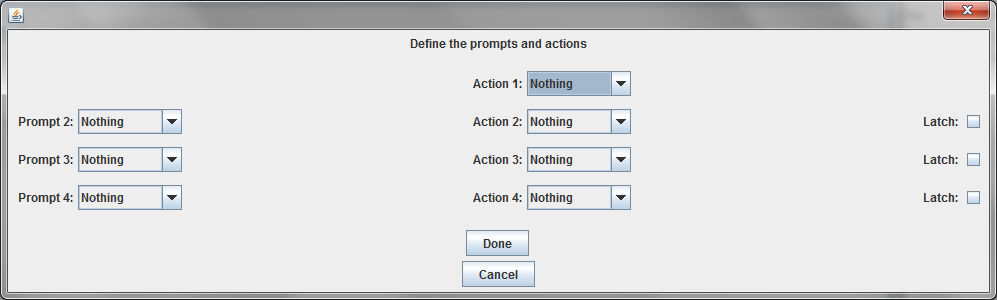 Define the prompts and actions
Action 1: Nothing
Prompt 2: Nothing Action 2: Nothing Latch:
Prompt 3: Nothing Action 3: Nothing Latch:
Prompt 4: Nothing Action 4: Nothing Latch:
Done
Cancel